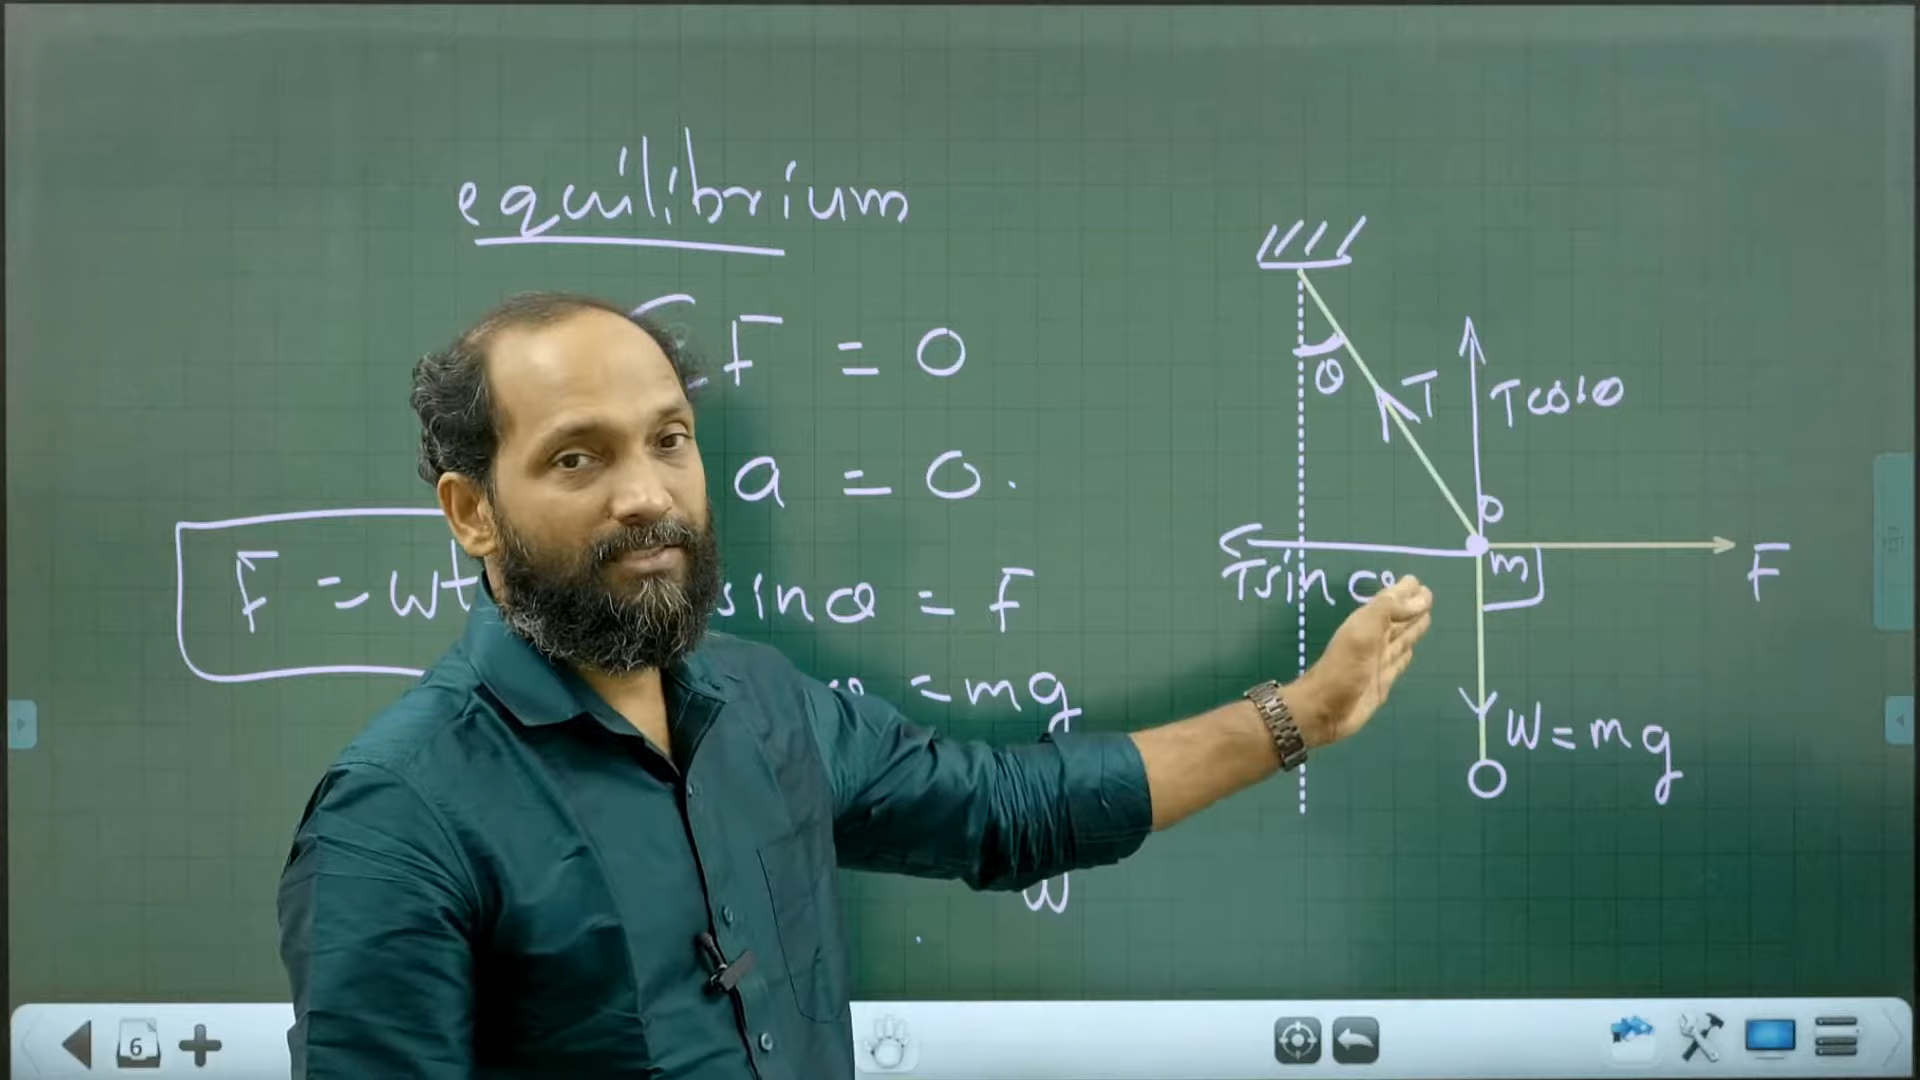 equilibrium
F = 0
a = 0.
F = wt
sinθ = F
= mg
w
θ
T
Tcosθ
θ
m
F
Tsinθ
W = mg
6